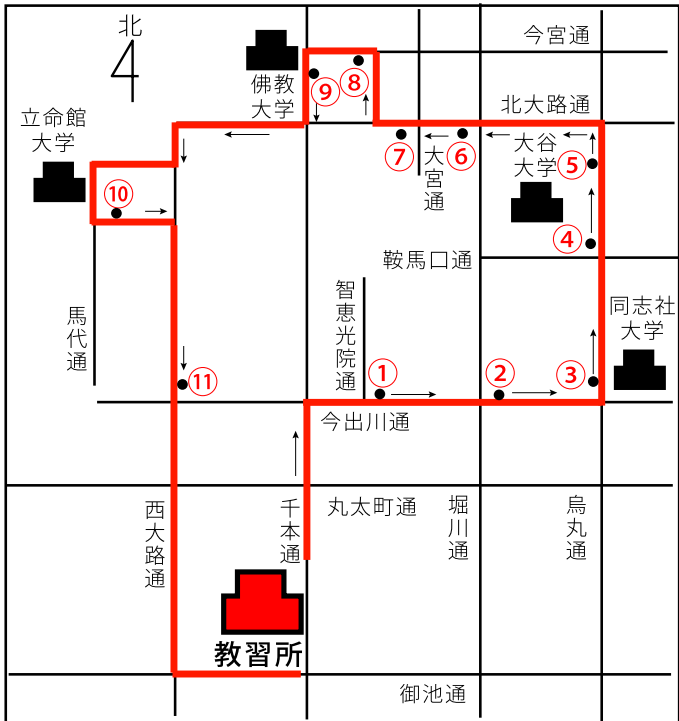 北
今宮通
佛教
大学
⑨
⑧
北大路通
立命館
大学
⑦
大宮通
⑥
大谷
大学
⑤
⑩
④
鞍馬口通
智恵光院通
同志社
大学
馬代通
⑪
①
②
③
今出川通
西大路通
千本通
丸太町通
堀川通
烏丸通
教習所
御池通